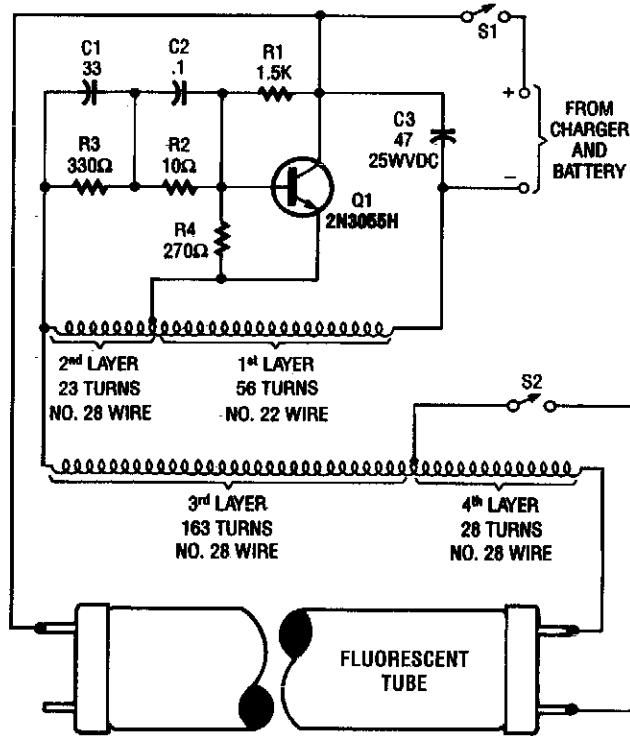 S1
C1
33
C2
.1
R1
1.5K
+
FROM
CHARGER
AND
BATTERY
−
C3
47
25WVDC
R3
330Ω
R2
10Ω
Q1
2N3055H
R4
270Ω
2nd LAYER
23 TURNS
NO. 28 WIRE
1st LAYER
56 TURNS
NO. 22 WIRE
S2
3rd LAYER
163 TURNS
NO. 28 WIRE
4th LAYER
28 TURNS
NO. 28 WIRE
FLUORESCENT
TUBE